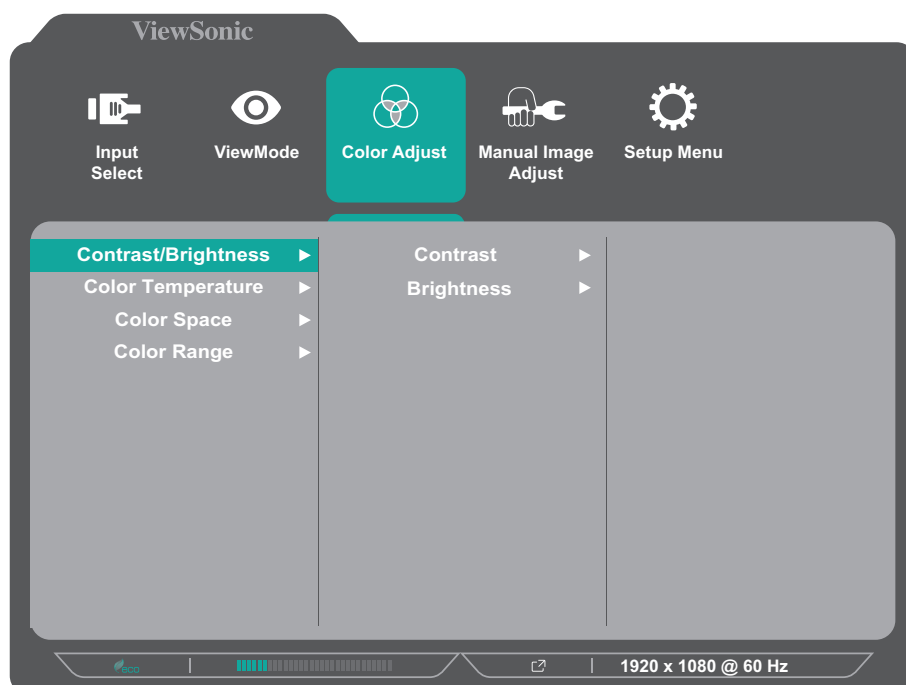 ViewSonic
Input
Select
ViewMode
Color Adjust
Manual Image
Adjust
Setup Menu
Contrast/Brightness
Color Temperature
Color Space
Color Range
Contrast
Brightness
ECO
1920 x 1080 @ 60 Hz